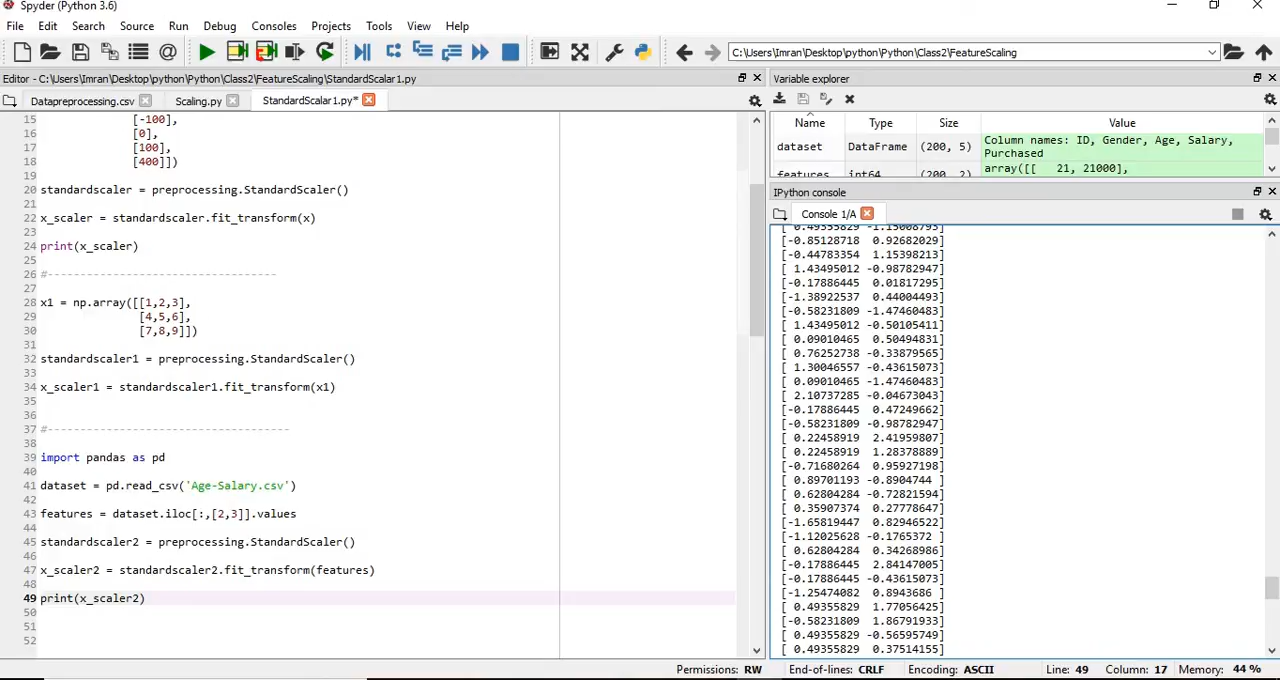 Spyder (Python 3.6)
File Edit Search Source Run Debug Consoles Projects Tools View Help
C:\Users\Imran\Desktop\python\Python\Class2\FeatureScaling
Editor - C:\Users\Imran\Desktop\python\Python\Class2\FeatureScaling\StandardScalar1.py
Datapreprocessing.csv Scaling.py StandardScalar1.py*
15 [-100],
16 [0],
17 [100],
18 [400]])
19
20 standardscaler = preprocessing.StandardScaler()
21
22 x_scaler = standardscaler.fit_transform(x)
23
24 print(x_scaler)
25
26 #-----------------------------------
27
28 x1 = np.array([[1,2,3],
29 [4,5,6],
30 [7,8,9]])
31
32 standardscaler1 = preprocessing.StandardScaler()
33
34 x_scaler1 = standardscaler1.fit_transform(x1)
35
36
37 #-------------------------------------
38
39 import pandas as pd
40
41 dataset = pd.read_csv('Age-Salary.csv')
42
43 features = dataset.iloc[:,[2,3]].values
44
45 standardscaler2 = preprocessing.StandardScaler()
46
47 x_scaler2 = standardscaler2.fit_transform(features)
48
49 print(x_scaler2)
50
51
52
Variable explorer
Name Type Size Value
dataset DataFrame (200, 5) Column names: ID, Gender, Age, Salary,
Purchased
features int64 (200, 2) array([[ 21, 21000],
IPython console
Console 1/A
[ 0.49355829 -1.15008793]
[-0.85128718 0.92682029]
[-0.44783354 1.15398213]
[ 1.43495012 -0.98782947]
[-0.17886445 0.01817295]
[-1.38922537 0.44004493]
[-0.58231809 -1.47460483]
[ 1.43495012 -0.50105411]
[ 0.09010465 0.50494831]
[ 0.76252738 -0.33879565]
[ 1.30046557 -0.43615073]
[ 0.09010465 -1.47460483]
[ 2.10737285 -0.04673043]
[-0.17886445 0.47249662]
[-0.58231809 -0.98782947]
[ 0.22458919 2.41959807]
[ 0.22458919 1.28378889]
[-0.71680264 0.95927198]
[ 0.89701193 -0.8904744 ]
[ 0.62804284 -0.72821594]
[ 0.35907374 0.27778647]
[-1.65819447 0.82946522]
[-1.12025628 -0.1765372 ]
[ 0.62804284 0.34268986]
[-0.17886445 2.84147005]
[-0.17886445 -0.43615073]
[-1.25474082 0.8943686 ]
[ 0.49355829 1.77056425]
[-0.58231809 1.86791933]
[ 0.49355829 -0.56595749]
[ 0.49355829 0.37514155]
Permissions: RW End-of-lines: CRLF Encoding: ASCII Line: 49 Column: 17 Memory: 44 %